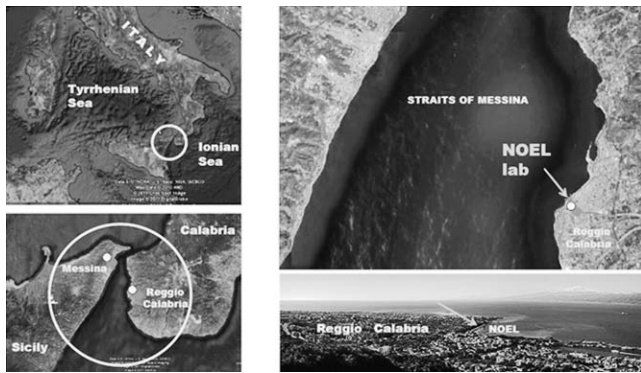 ITALY
Tyrrhenian
Sea
Ionian
Sea
Calabria
Messina
Reggio
Calabria
Sicily
STRAITS OF MESSINA
NOEL
lab
Reggio
Calabria
Reggio Calabria
NOEL